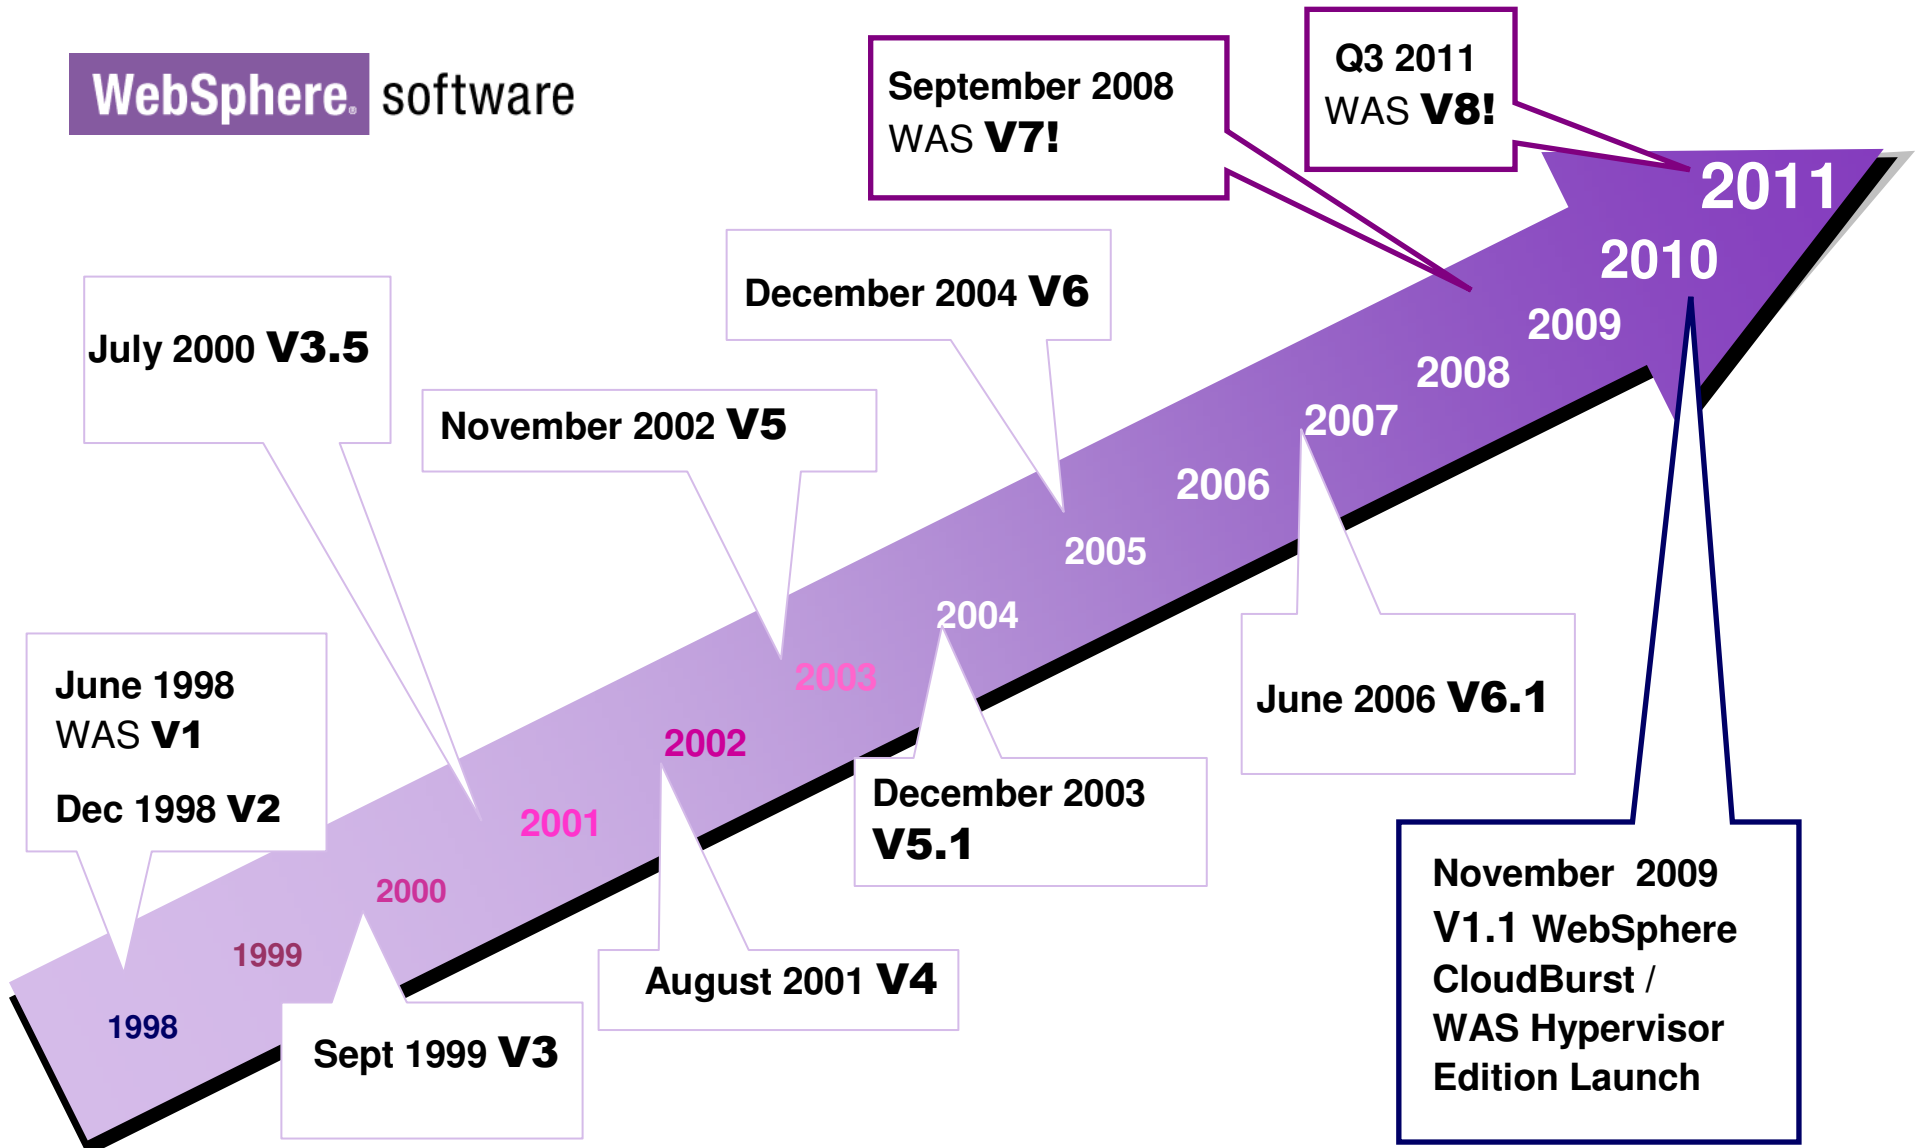 WebSphere® software
September 2008
WAS V7!
Q3 2011
WAS V8!
2011
2010
December 2004 V6
2009
July 2000 V3.5
2008
November 2002 V5
2007
2006
2005
2004
June 1998
WAS V1
Dec 1998 V2
2003
June 2006 V6.1
2002
December 2003
V5.1
2001
2000
November 2009
V1.1 WebSphere
CloudBurst /
WAS Hypervisor
Edition Launch
1999
August 2001 V4
1998
Sept 1999 V3